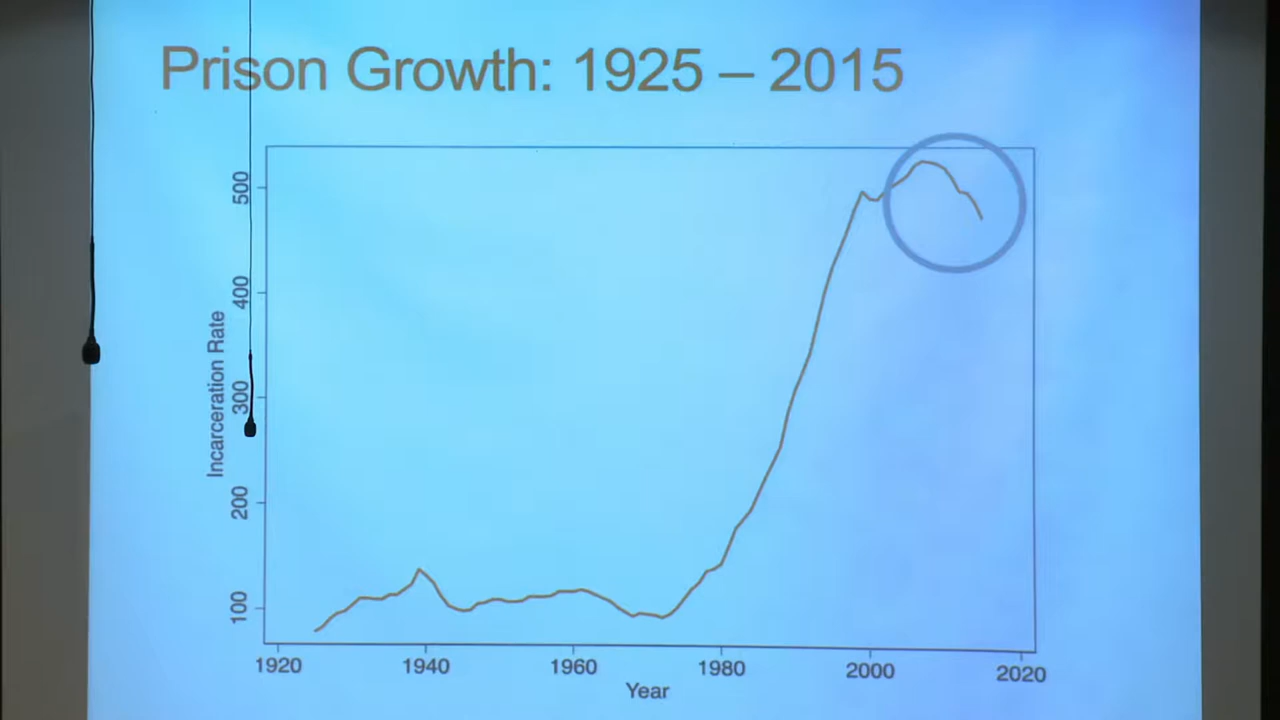 Prison Growth: 1925 – 2015
500
400
300
200
100
Incarceration Rate
1920 1940 1960 1980 2000 2020
Year